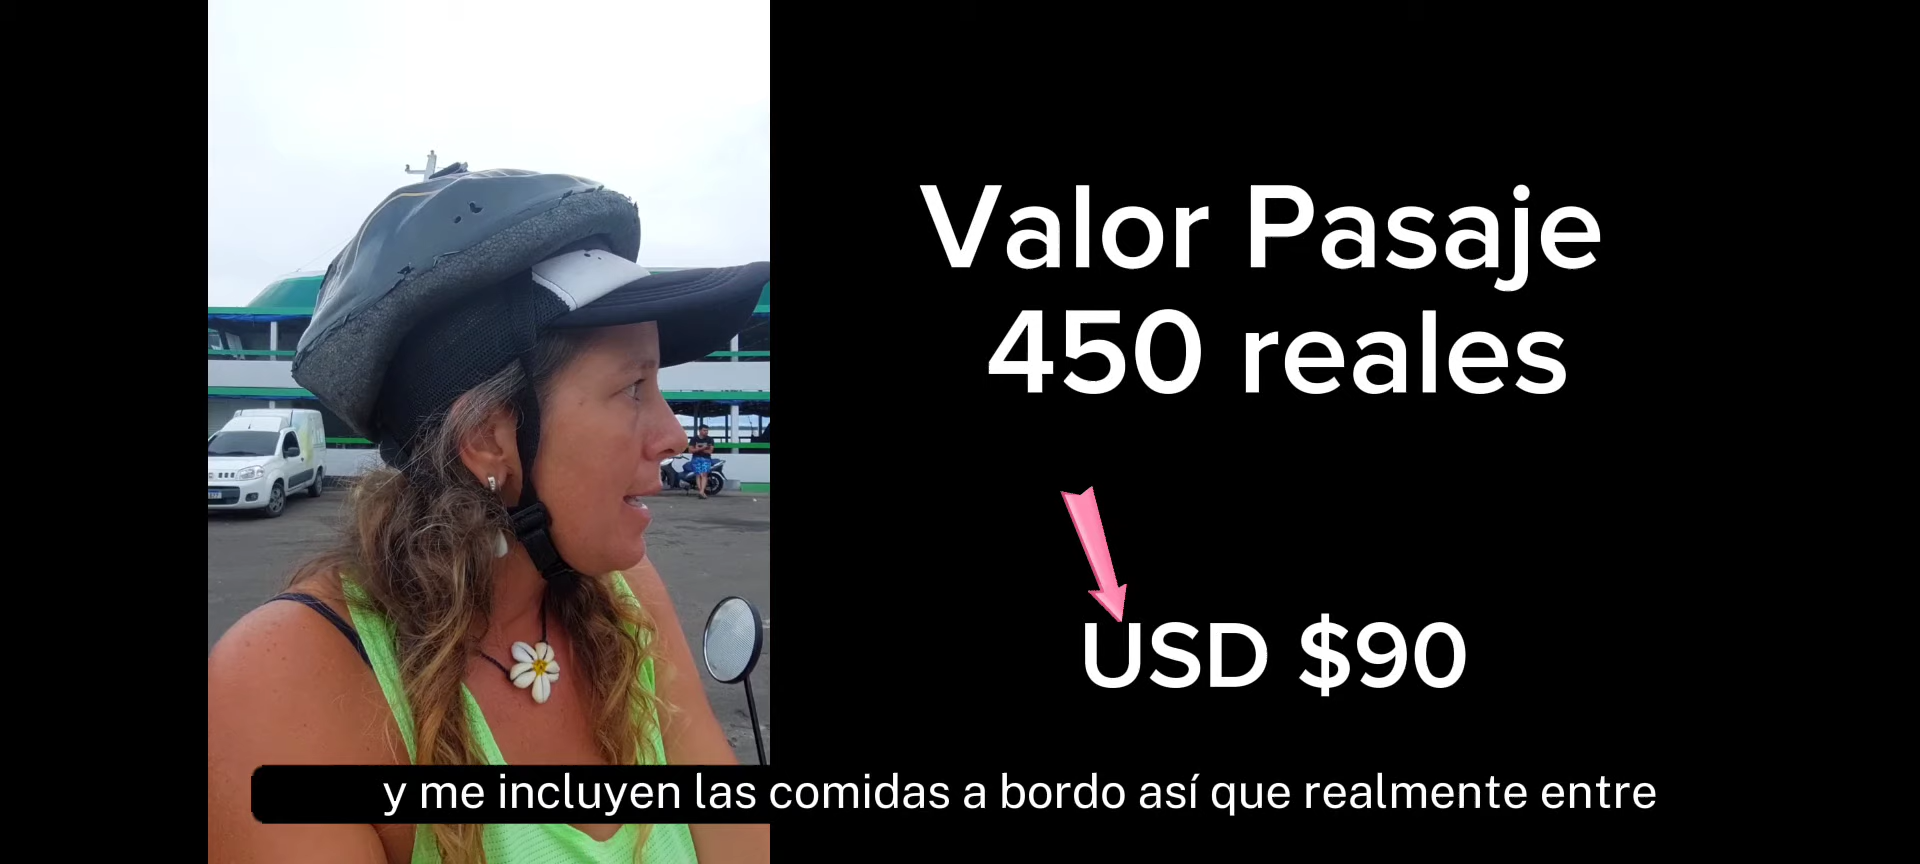 Valor Pasaje
450 reales
USD $90
y me incluyen las comidas a bordo así que realmente entre